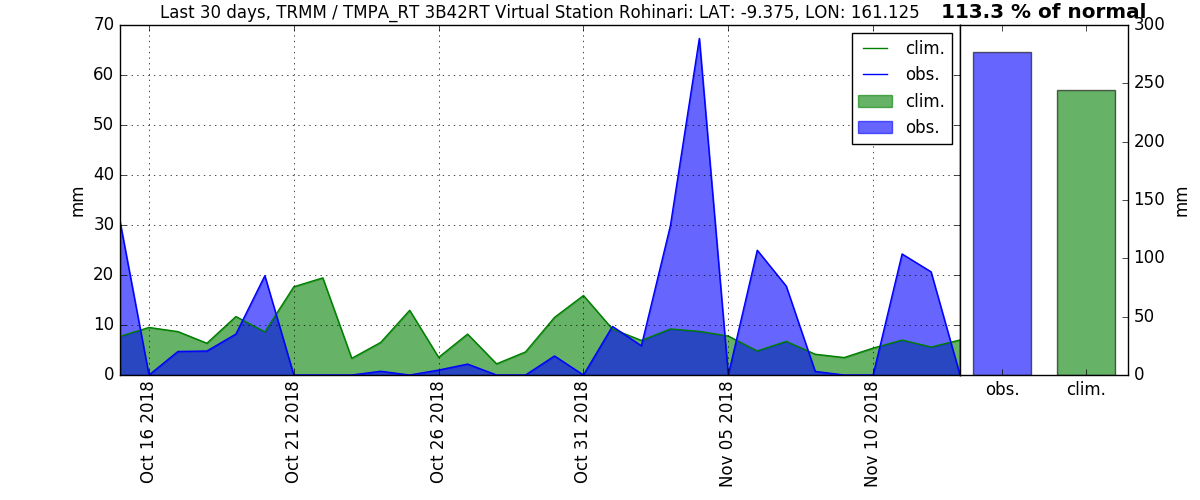 Last 30 days, TRMM / TMPA_RT 3B42RT Virtual Station Rohinari: LAT: -9.375, LON: 161.125
113.3 % of normal
70
60
50
40
30
20
10
0
mm
clim.
obs.
clim.
obs.
Oct 16 2018
Oct 21 2018
Oct 26 2018
Oct 31 2018
Nov 05 2018
Nov 10 2018
300
250
200
150
100
50
0
mm
obs.
clim.